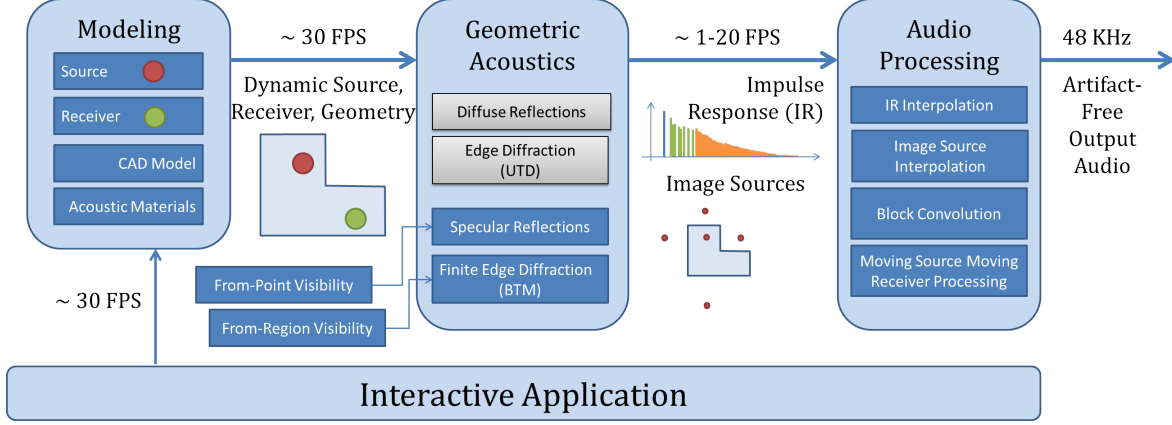 Modeling
Source
Receiver
CAD Model
Acoustic Materials
~ 30 FPS
Dynamic Source,
Receiver, Geometry
Geometric
Acoustics
Diffuse Reflections
Edge Diffraction
(UTD)
Specular Reflections
Finite Edge Diffraction
(BTM)
From-Point Visibility
From-Region Visibility
~ 1-20 FPS
Impulse
Response (IR)
Image Sources
Audio
Processing
IR Interpolation
Image Source
Interpolation
Block Convolution
Moving Source Moving
Receiver Processing
48 KHz
Artifact-
Free
Output
Audio
~ 30 FPS
Interactive Application